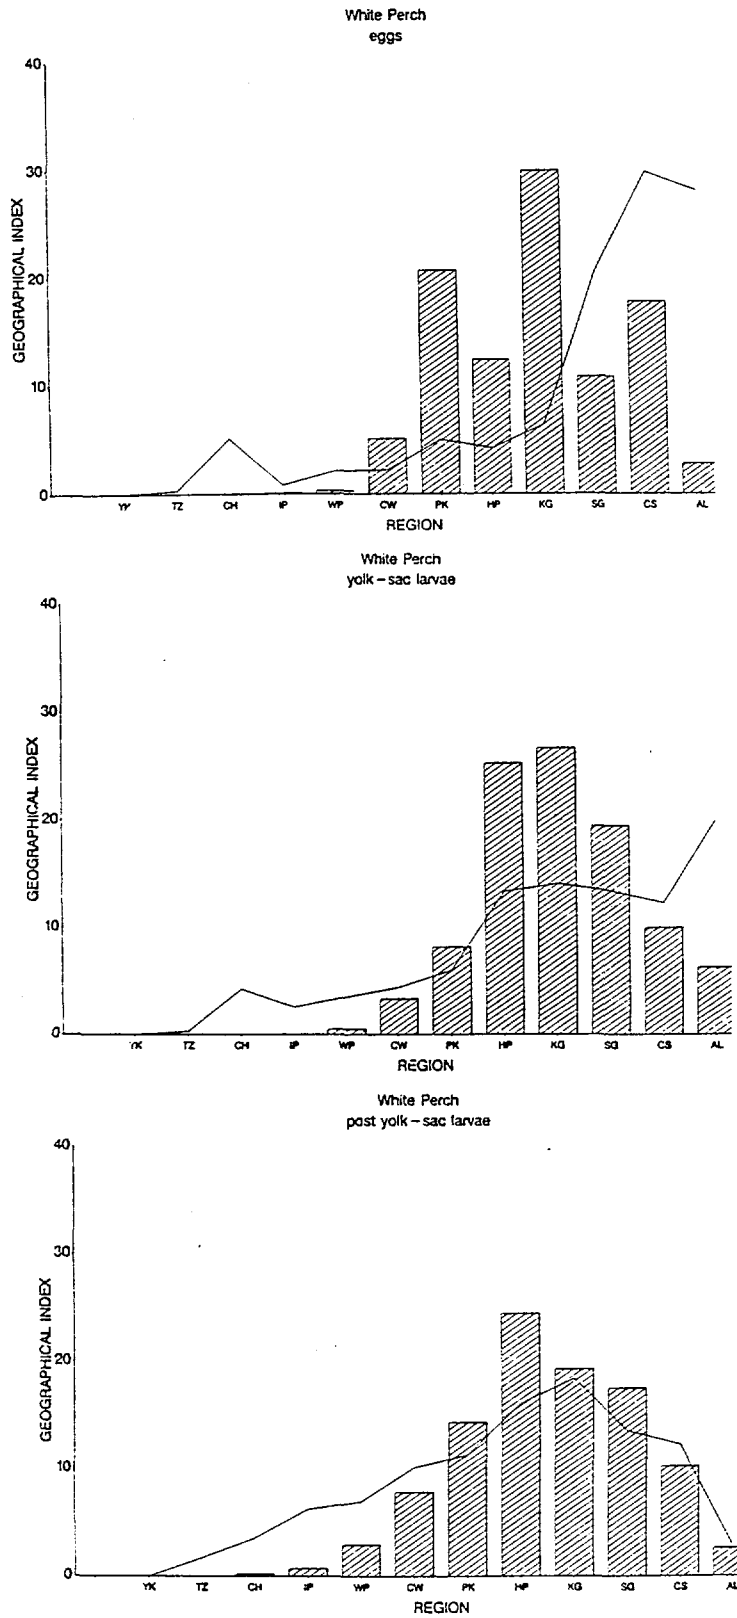 White Perch
eggs
GEOGRAPHICAL INDEX
40
30
20
10
0
YK TZ CH IP WP CW PK HP KG SG CS AL
REGION
White Perch
yolk-sac larvae
GEOGRAPHICAL INDEX
40
30
20
10
0
YK TZ CH IP WP CW PK HP KG SG CS AL
REGION
White Perch
post yolk-sac larvae
GEOGRAPHICAL INDEX
40
30
20
10
0
YK TZ CH IP WP CW PK HP KG SG CS AL
REGION